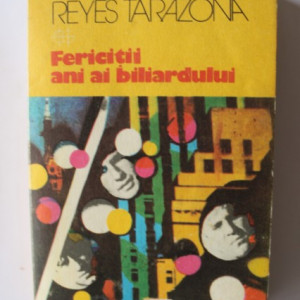 REYES TARAZONA
Fericiții
ani ai biliardului